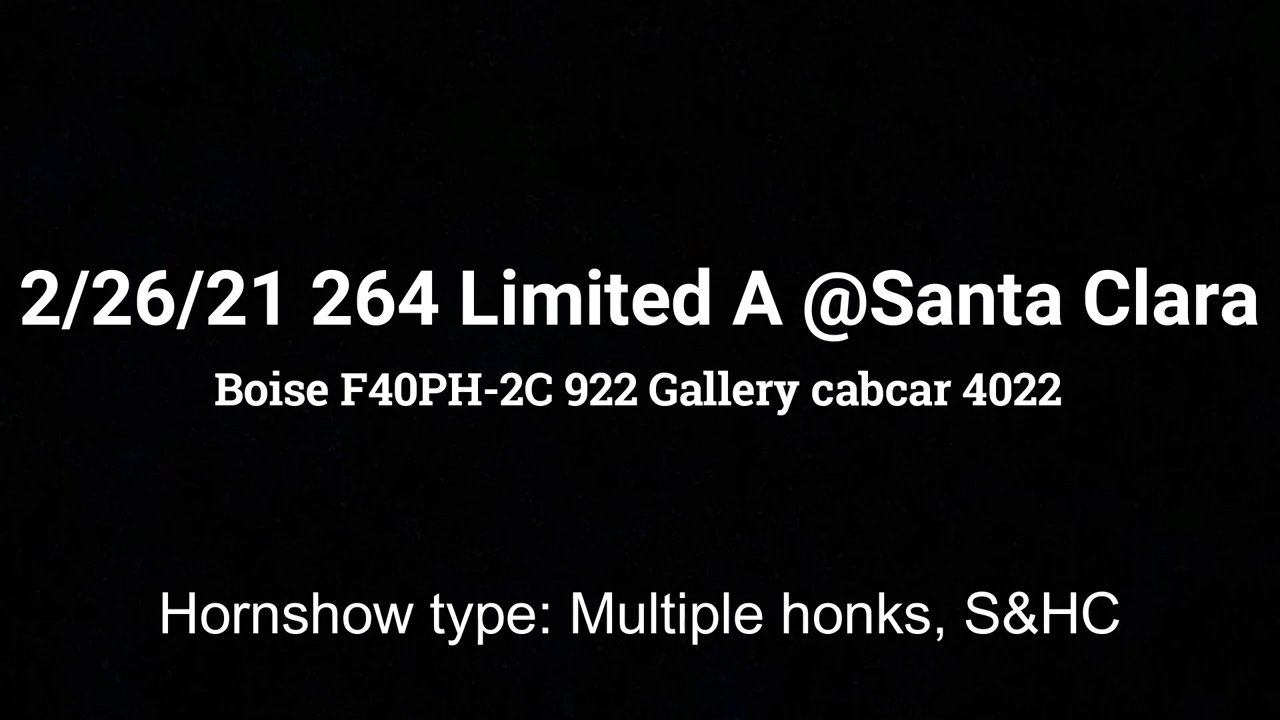 2/26/21 264 Limited A @Santa Clara
Boise F40PH-2C 922 Gallery cabcar 4022
Hornshow type: Multiple honks, S&HC